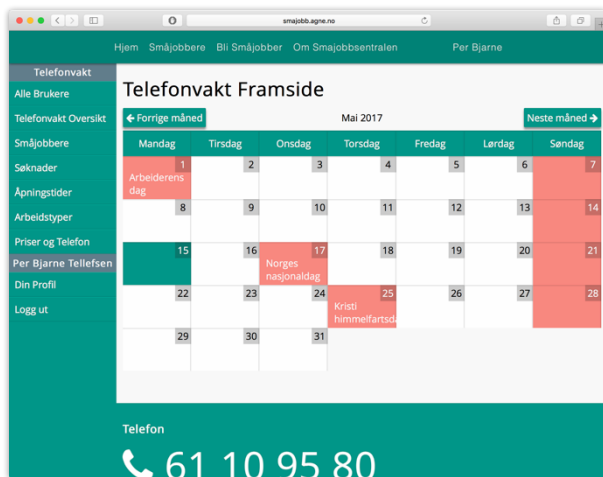 smajobb.agne.no
Hjem Småjobbere Bli Småjobber Om Smajobbsentralen Per Bjarne
Telefonvakt
Alle Brukere
Telefonvakt Oversikt
Småjobbere
Søknader
Åpningstider
Arbeidstyper
Priser og Telefon
Per Bjarne Tellefsen
Din Profil
Logg ut
Telefonvakt Framside
Forrige måned Mai 2017 Neste måned
Mandag Tirsdag Onsdag Torsdag Fredag Lørdag Søndag
1 2 3 4 5 6 7
Arbeiderens
dag
8 9 10 11 12 13 14
15 16 17 18 19 20 21
Norges
nasjonaldag
22 23 24 25 26 27 28
Kristi
himmelfartsda
29 30 31
Telefon
61 10 95 80